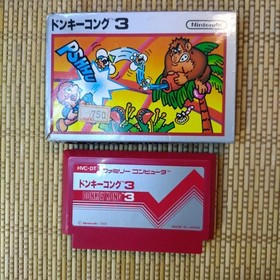 ドンキーコング3
Nintendo
PSHHU
750
HVC-DT
ファミリーコンピュータ
ドンキーコング3
DONKEY KONG 3